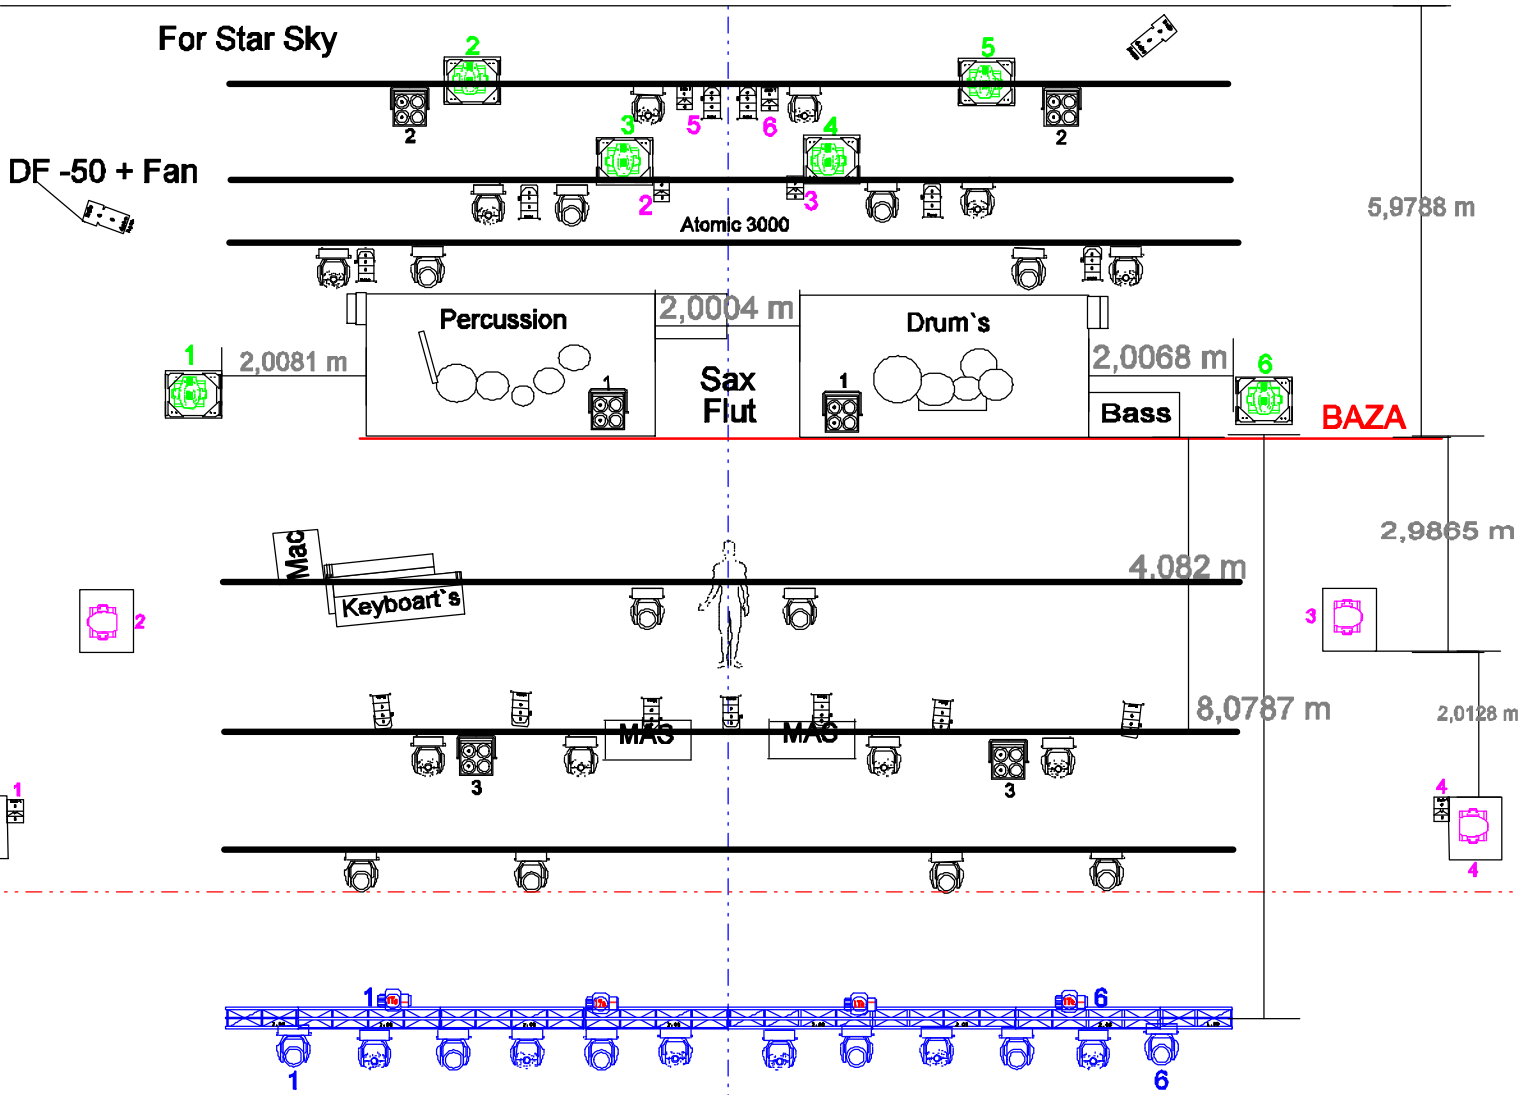 For Star Sky
2
5
2
5
6
2
3
4
DF -50 + Fan
2
3
5,9788 m
Atomic 3000
Percussion
2,0004 m
Drum`s
1
2,0081 m
2,0068 m
6
1
Sax
Flut
1
Bass
BAZA
Mac
2,9865 m
4.082 m
Keyboart`s
2
3
8,0787 m
2,0128 m
MAS
MAS
3
3
1
4
4
1
6
1
6